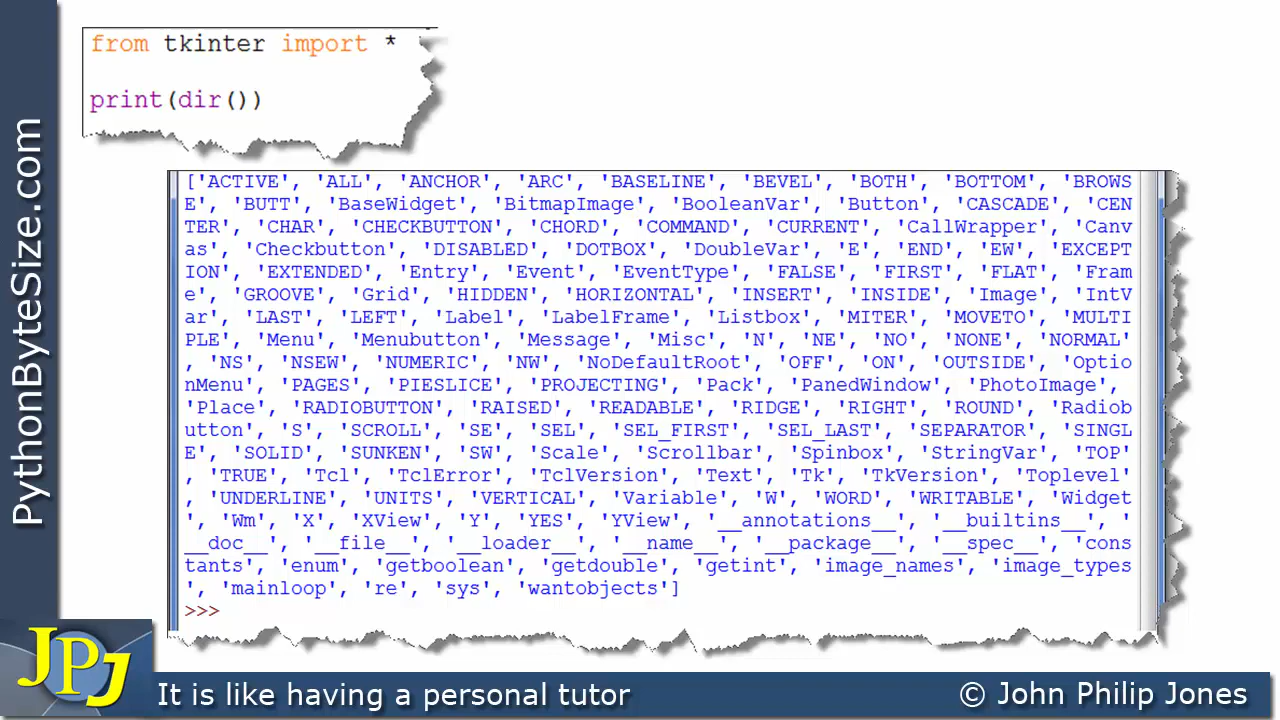 from tkinter import *
print(dir())
['ACTIVE', 'ALL', 'ANCHOR', 'ARC', 'BASELINE', 'BEVEL', 'BOTH', 'BOTTOM', 'BROWS
E', 'BUTT', 'BaseWidget', 'BitmapImage', 'BooleanVar', 'Button', 'CASCADE', 'CEN
TER', 'CHAR', 'CHECKBUTTON', 'CHORD', 'COMMAND', 'CURRENT', 'CallWrapper', 'Canv
as', 'Checkbutton', 'DISABLED', 'DOTBOX', 'DoubleVar', 'E', 'END', 'EW', 'EXCEPT
ION', 'EXTENDED', 'Entry', 'Event', 'EventType', 'FALSE', 'FIRST', 'FLAT', 'Fram
e', 'GROOVE', 'Grid', 'HIDDEN', 'HORIZONTAL', 'INSERT', 'INSIDE', 'Image', 'IntV
ar', 'LAST', 'LEFT', 'Label', 'LabelFrame', 'Listbox', 'MITER', 'MOVETO', 'MULTI
PLE', 'Menu', 'Menubutton', 'Message', 'Misc', 'N', 'NE', 'NO', 'NONE', 'NORMAL'
, 'NS', 'NSEW', 'NUMERIC', 'NW', 'NoDefaultRoot', 'OFF', 'ON', 'OUTSIDE', 'Optio
nMenu', 'PAGES', 'PIESLICE', 'PROJECTING', 'Pack', 'PanedWindow', 'PhotoImage',
'Place', 'RADIOBUTTON', 'RAISED', 'READABLE', 'RIDGE', 'RIGHT', 'ROUND', 'Radiob
utton', 'S', 'SCROLL', 'SE', 'SEL', 'SEL_FIRST', 'SEL_LAST', 'SEPARATOR', 'SINGL
E', 'SOLID', 'SUNKEN', 'SW', 'Scale', 'Scrollbar', 'Spinbox', 'StringVar', 'TOP'
, 'TRUE', 'Tcl', 'TclError', 'TclVersion', 'Text', 'Tk', 'TkVersion', 'Toplevel'
, 'UNDERLINE', 'UNITS', 'VERTICAL', 'Variable', 'W', 'WORD', 'WRITABLE', 'Widget
', 'Wm', 'X', 'XView', 'Y', 'YES', 'YView', '__annotations__', '__builtins__', '
__doc__', '__file__', '__loader__', '__name__', '__package__', '__spec__', 'cons
tants', 'enum', 'getboolean', 'getdouble', 'getint', 'image_names', 'image_types
', 'mainloop', 're', 'sys', 'wantobjects']
>>>
PythonByteSize.com
JPJ
It is like having a personal tutor
© John Philip Jones